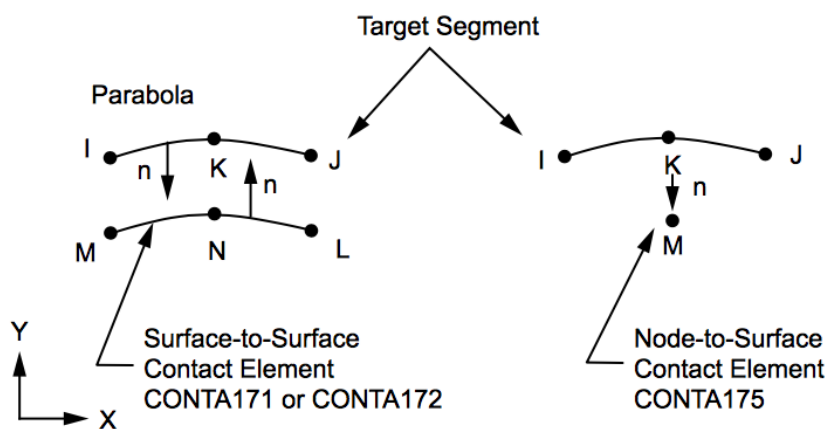 Target Segment
Parabola
I
n
K
n
J
I
K
n
J
M
N
L
M
Y
X
Surface-to-Surface
Contact Element
CONTA171 or CONTA172
Node-to-Surface
Contact Element
CONTA175